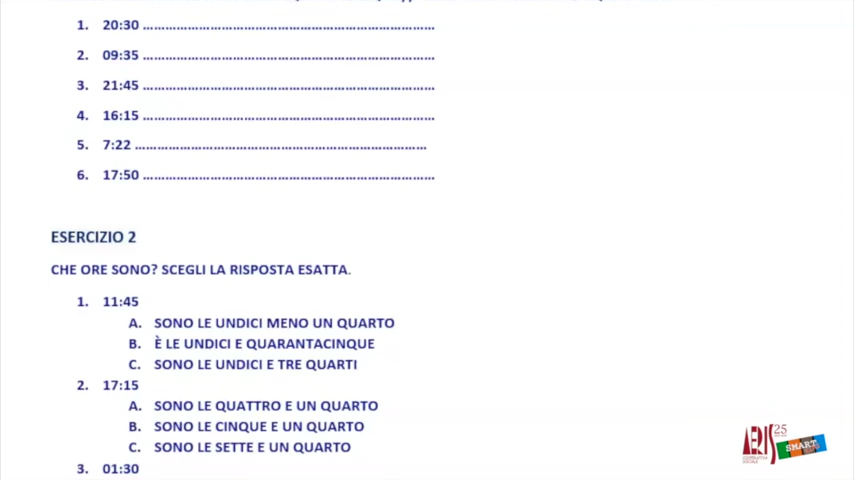 1. 20:30 ……………………………………………………………………
2. 09:35 ……………………………………………………………………
3. 21:45 ……………………………………………………………………
4. 16:15 ……………………………………………………………………
5. 7:22 ……………………………………………………………………
6. 17:50 ……………………………………………………………………
ESERCIZIO 2
CHE ORE SONO? SCEGLI LA RISPOSTA ESATTA.
1. 11:45
A. SONO LE UNDICI MENO UN QUARTO
B. È LE UNDICI E QUARANTACINQUE
C. SONO LE UNDICI E TRE QUARTI
2. 17:15
A. SONO LE QUATTRO E UN QUARTO
B. SONO LE CINQUE E UN QUARTO
C. SONO LE SETTE E UN QUARTO
3. 01:30
AERIS 25
SMART